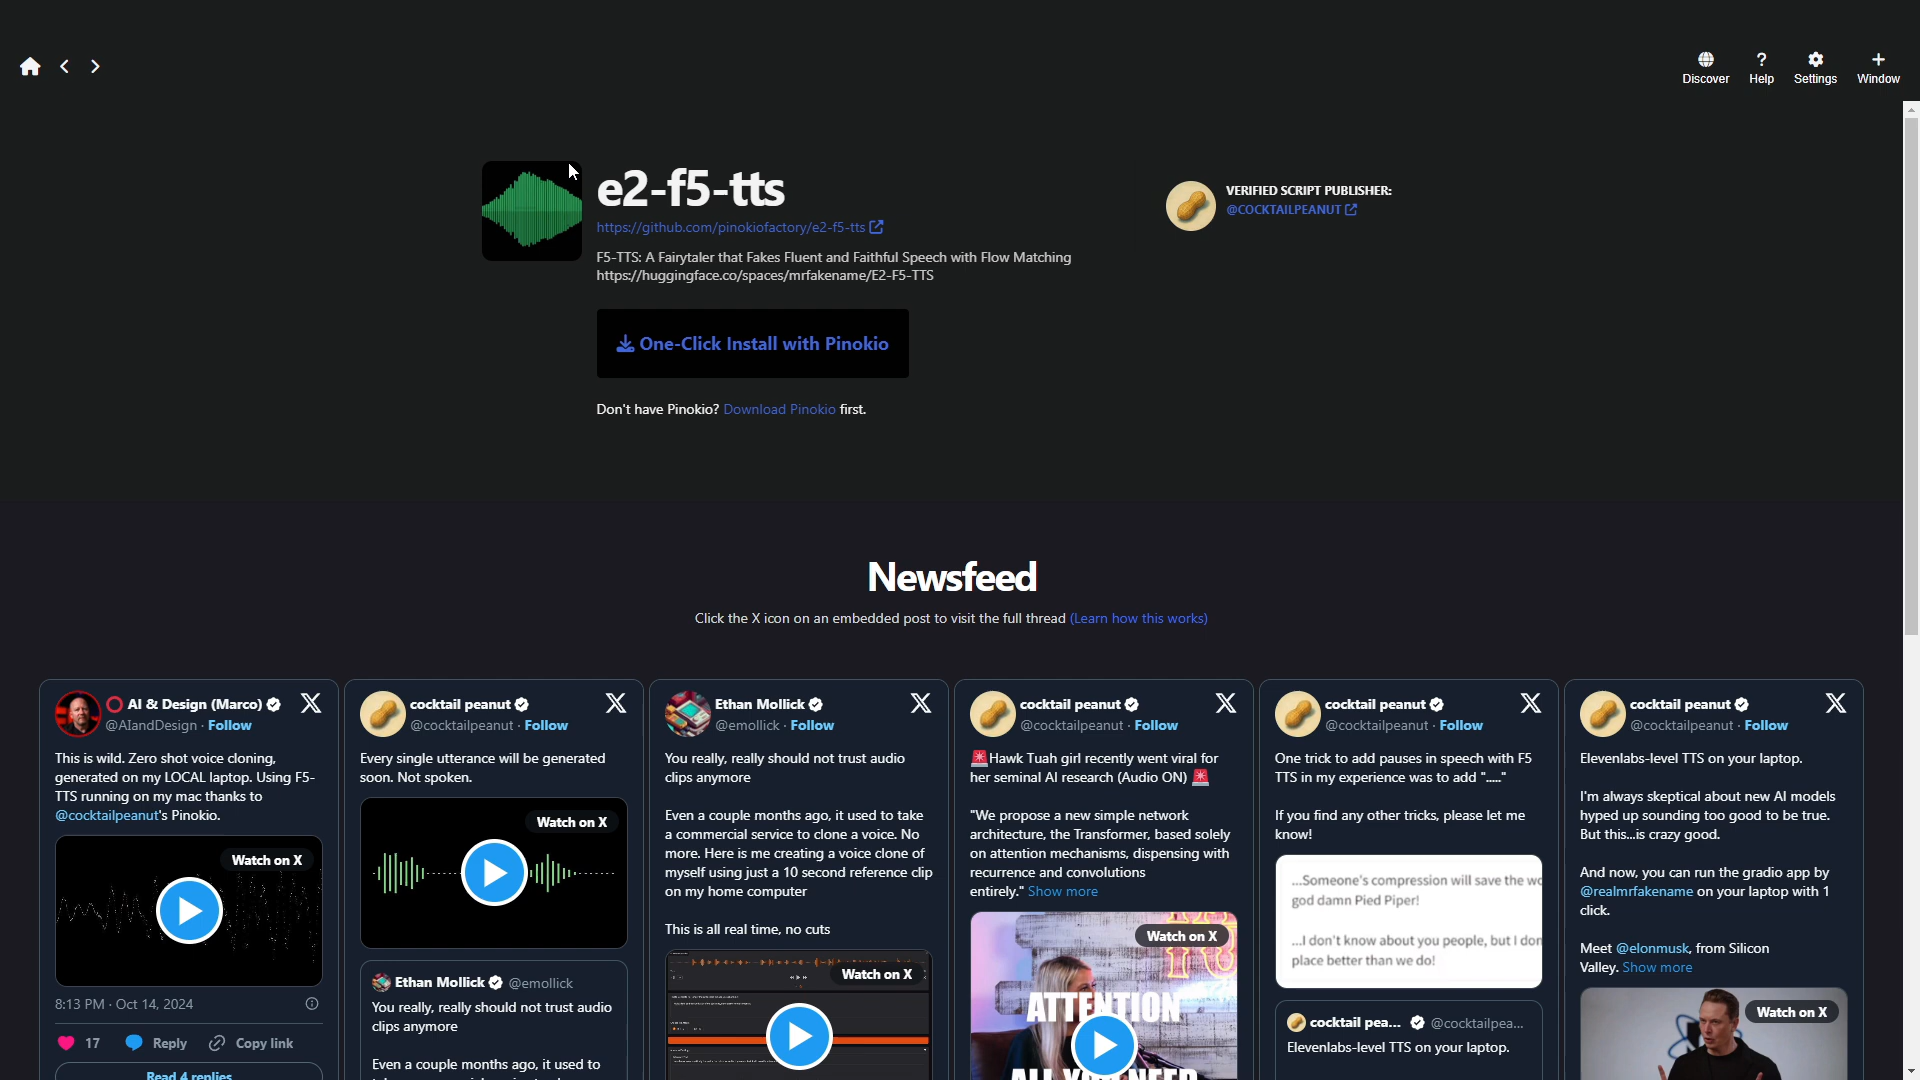 Discover
Help
Settings
Window
e2-f5-tts
https://github.com/pinokiofactory/e2-f5-tts
F5-TTS: A Fairytaler that Fakes Fluent and Faithful Speech with Flow Matching
https://huggingface.co/spaces/mrfakename/E2-F5-TTS
VERIFIED SCRIPT PUBLISHER:
@COCKTAILPEANUT
One-Click Install with Pinokio
Don't have Pinokio? Download Pinokio first.
Newsfeed
Click the X icon on an embedded post to visit the full thread (Learn how this works)
⭕ AI & Design (Marco)
@AIandDesign · Follow
This is wild. Zero shot voice cloning,
generated on my LOCAL laptop. Using F5-
TTS running on my mac thanks to
@cocktailpeanut's Pinokio.
Watch on X
8:13 PM · Oct 14, 2024
17
Reply
Copy link
Read 4 replies
cocktail peanut
@cocktailpeanut · Follow
Every single utterance will be generated
soon. Not spoken.
Watch on X
Ethan Mollick @emollick
You really, really should not trust audio
clips anymore
Even a couple months ago, it used to
Ethan Mollick
@emollick · Follow
You really, really should not trust audio
clips anymore
Even a couple months ago, it used to take
a commercial service to clone a voice. No
more. Here is me creating a voice clone of
myself using just a 10 second reference clip
on my home computer
This is all real time, no cuts
Watch on X
cocktail peanut
@cocktailpeanut · Follow
🚨Hawk Tuah girl recently went viral for
her seminal AI research (Audio ON) 🚨
"We propose a new simple network
architecture, the Transformer, based solely
on attention mechanisms, dispensing with
recurrence and convolutions
entirely." Show more
Watch on X
ATTENTION
ALL YOU NEED
cocktail peanut
@cocktailpeanut · Follow
One trick to add pauses in speech with F5
TTS in my experience was to add "....."
If you find any other tricks, please let me
know!
...Someone's compression will save the wo
god damn Pied Piper!
...I don't know about you people, but I don
place better than we do!
cocktail pea... @cocktailpea...
Elevenlabs-level TTS on your laptop.
cocktail peanut
@cocktailpeanut · Follow
Elevenlabs-level TTS on your laptop.
I'm always skeptical about new AI models
hyped up sounding too good to be true.
But this...is crazy good.
And now, you can run the gradio app by
@realmrfakename on your laptop with 1
click.
Meet @elonmusk, from Silicon
Valley. Show more
Watch on X